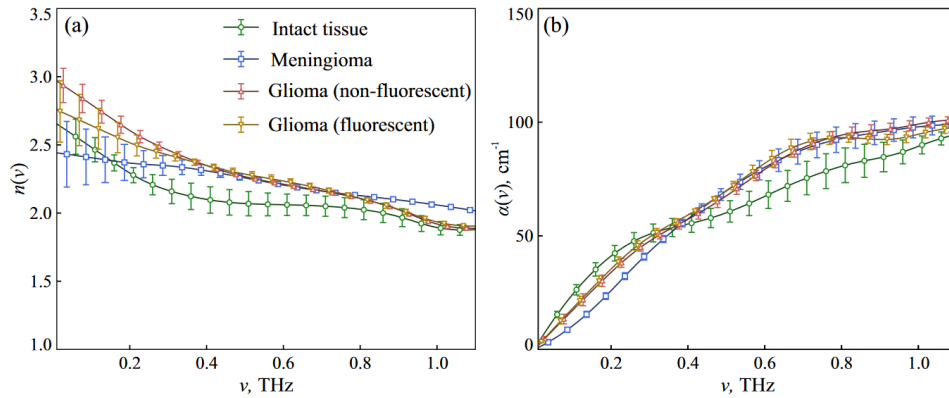 (a)
Intact tissue
Meningioma
Glioma (non-fluorescent)
Glioma (fluorescent)
n(ν)
3.5
3.0
2.5
2.0
1.5
1.0
0.2
0.4
0.6
0.8
1.0
ν, THz
(b)
α(ν), cm⁻¹
150
100
50
0
0.2
0.4
0.6
0.8
1.0
ν, THz